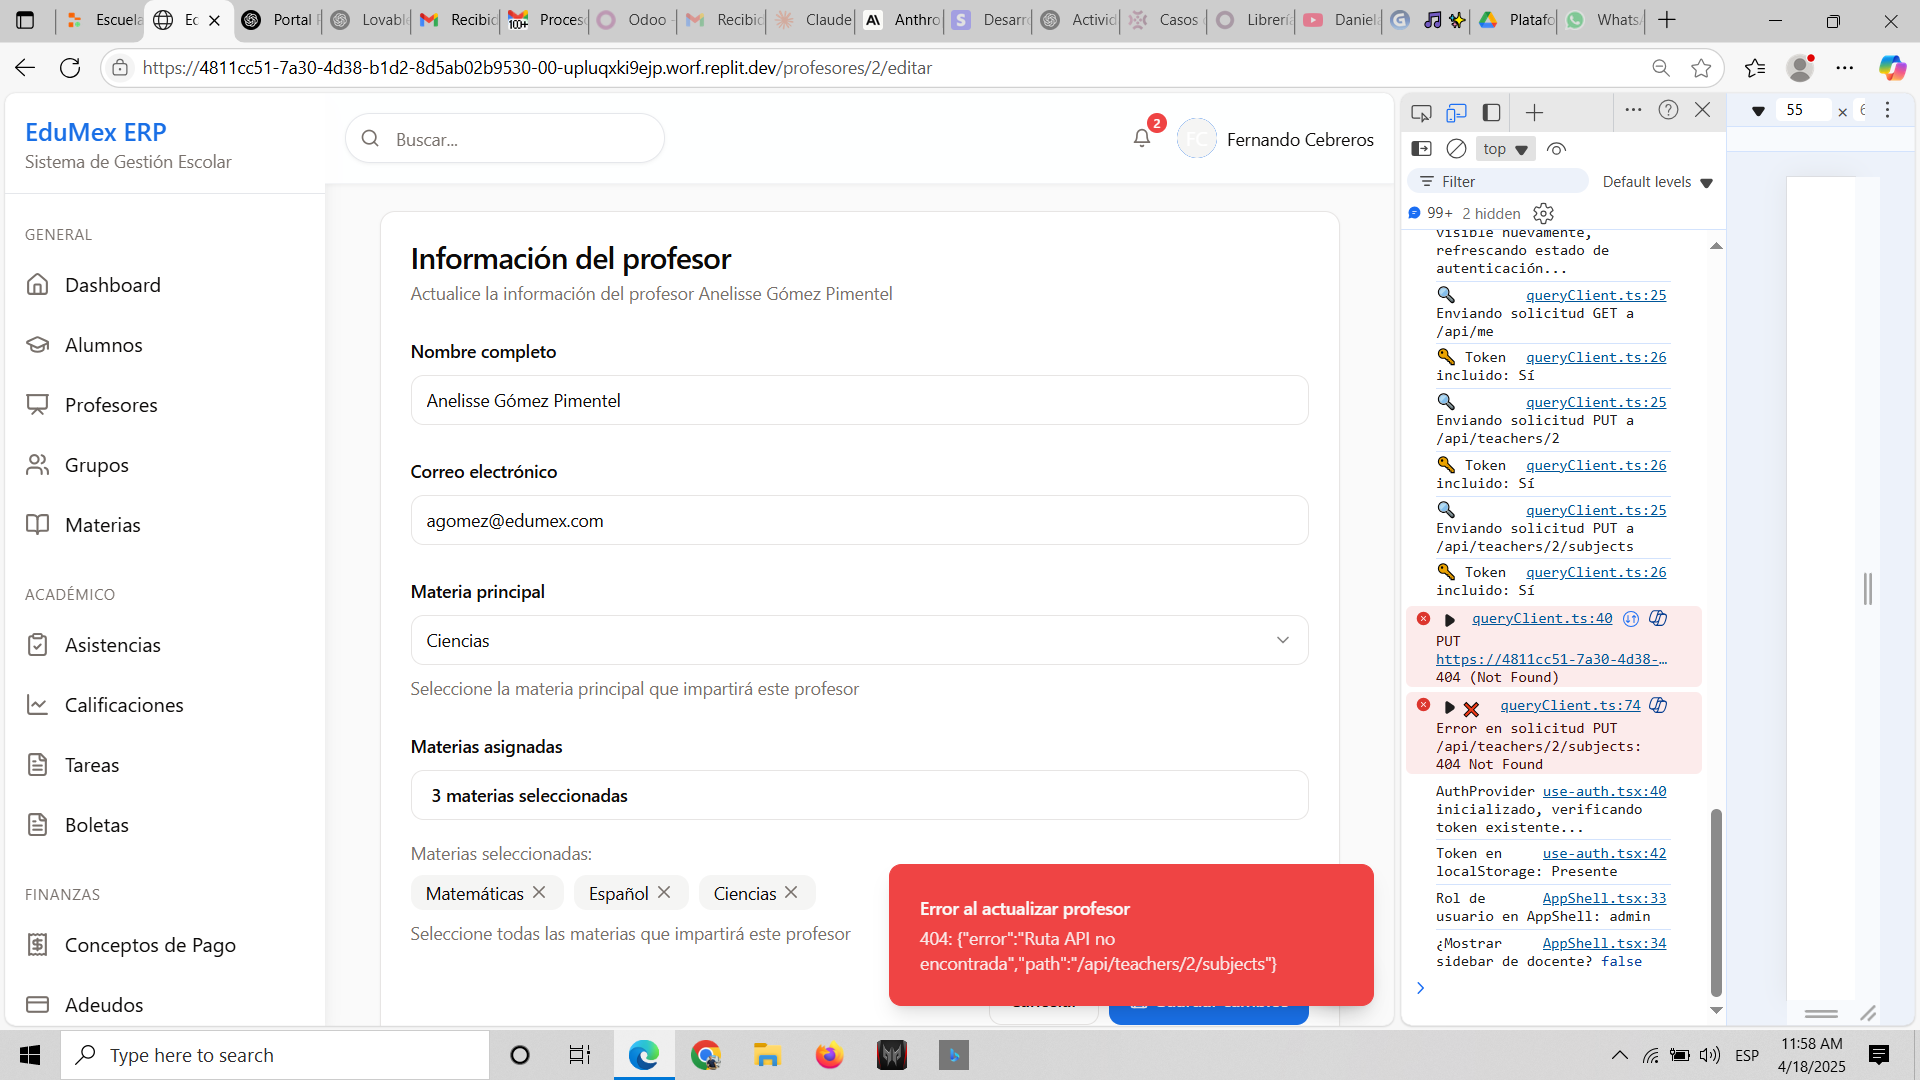 Escuela
Ec
Portal F
Lovable
Recibid
Proceso
Odoo -
Recibid
Claude
Anthro
Desarro
Activid
Casos
Librería
Daniela
Platafo
WhatsA
https://4811cc51-7a30-4d38-b1d2-8d5ab02b9530-00-upluqxki9ejp.worf.replit.dev/profesores/2/editar
EduMex ERP
Sistema de Gestión Escolar
GENERAL
Dashboard
Alumnos
Profesores
Grupos
Materias
ACADÉMICO
Asistencias
Calificaciones
Tareas
Boletas
FINANZAS
Conceptos de Pago
Adeudos
Buscar...
2
FC
Fernando Cebreros
Información del profesor
Actualice la información del profesor Anelisse Gómez Pimentel
Nombre completo
Anelisse Gómez Pimentel
Correo electrónico
agomez@edumex.com
Materia principal
Ciencias
Seleccione la materia principal que impartirá este profesor
Materias asignadas
3 materias seleccionadas
Materias seleccionadas:
Matemáticas
Español
Ciencias
Seleccione todas las materias que impartirá este profesor
Error al actualizar profesor
404: {"error":"Ruta API no
encontrada","path":"/api/teachers/2/subjects"}
top
Filter
Default levels
99+ 2 hidden
visible nuevamente,
refrescando estado de
autenticación...
queryClient.ts:25
Enviando solicitud GET a
/api/me
Token queryClient.ts:26
incluido: Sí
queryClient.ts:25
Enviando solicitud PUT a
/api/teachers/2
Token queryClient.ts:26
incluido: Sí
queryClient.ts:25
Enviando solicitud PUT a
/api/teachers/2/subjects
Token queryClient.ts:26
incluido: Sí
queryClient.ts:40
PUT
https://4811cc51-7a30-4d38-…
404 (Not Found)
queryClient.ts:74
Error en solicitud PUT
/api/teachers/2/subjects:
404 Not Found
AuthProvider use-auth.tsx:40
inicializado, verificando
token existente...
Token en use-auth.tsx:42
localStorage: Presente
Rol de AppShell.tsx:33
usuario en AppShell: admin
¿Mostrar AppShell.tsx:34
sidebar de docente? false
55
Type here to search
ESP
11:58 AM
4/18/2025